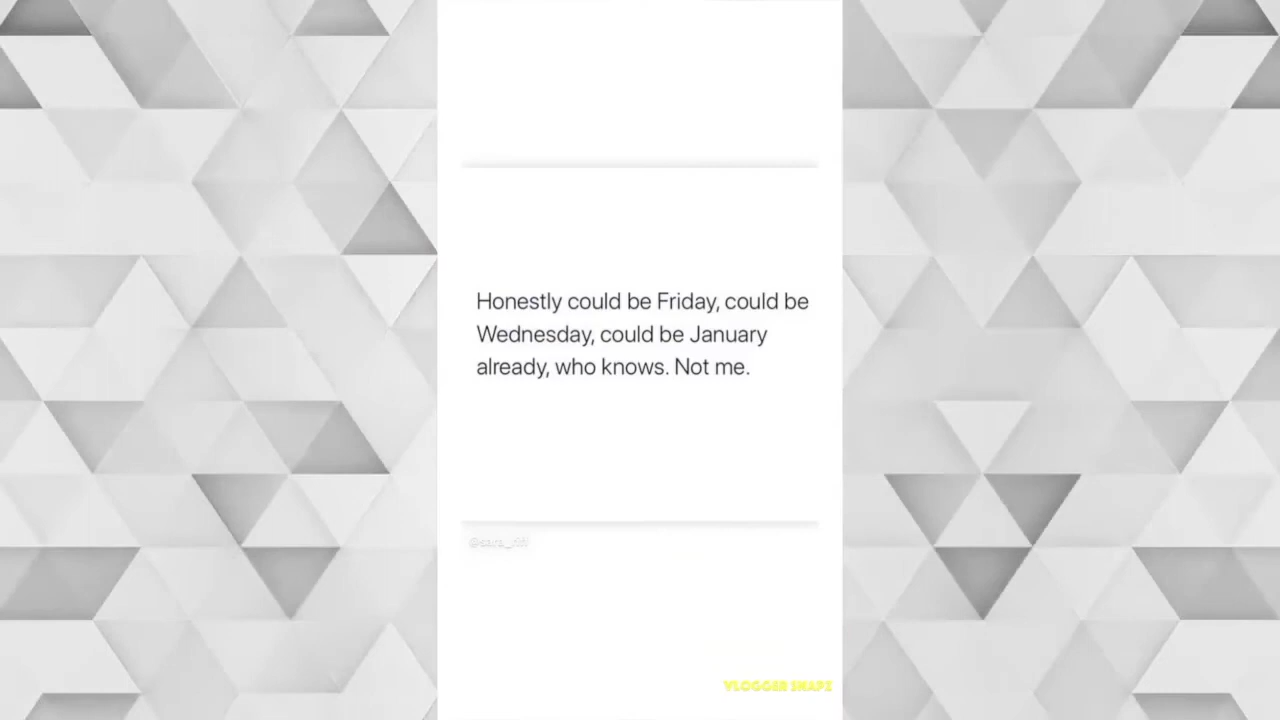 Honestly could be Friday, could be
Wednesday, could be January
already, who knows. Not me.
VLOGGER SNAPZ